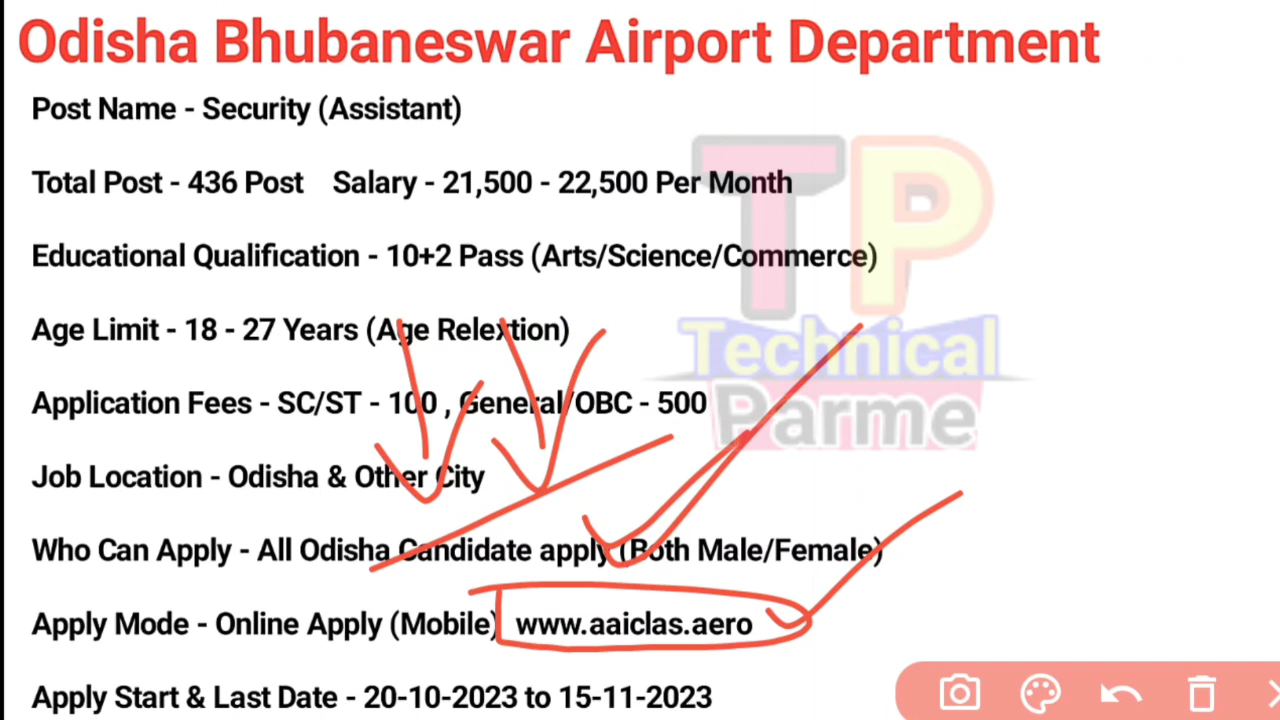 Odisha Bhubaneswar Airport Department
Post Name - Security (Assistant)
Total Post - 436 Post Salary - 21,500 - 22,500 Per Month
Educational Qualification - 10+2 Pass (Arts/Science/Commerce)
Age Limit - 18 - 27 Years (Age Relextion)
Application Fees - SC/ST - 100 , General/OBC - 500
Job Location - Odisha & Other City
Who Can Apply - All Odisha Candidate apply (Both Male/Female)
Apply Mode - Online Apply (Mobile) www.aaiclas.aero
Apply Start & Last Date - 20-10-2023 to 15-11-2023
TP
Technical
Parme